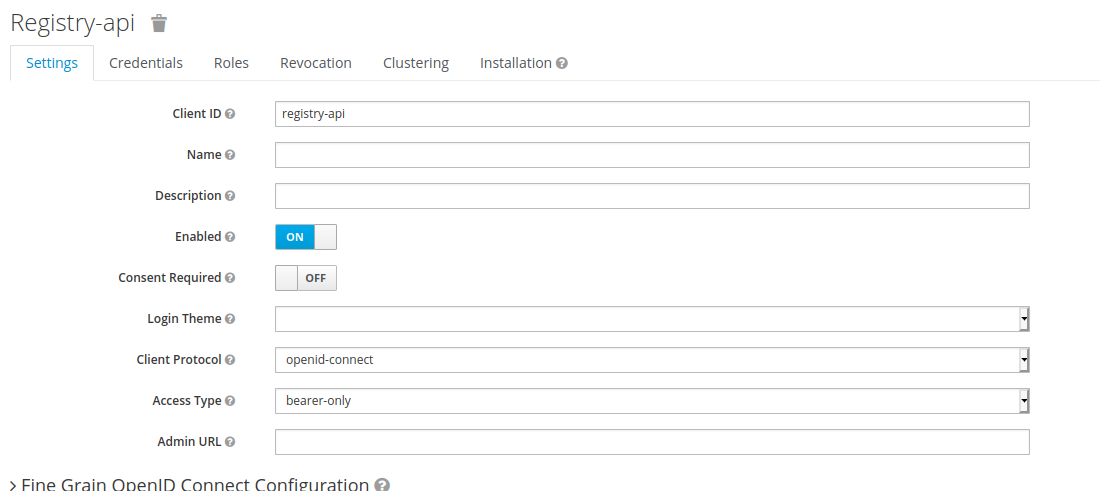 Registry-api
Settings Credentials Roles Revocation Clustering Installation
Client ID registry-api
Name
Description
Enabled ON
Consent Required OFF
Login Theme
Client Protocol openid-connect
Access Type bearer-only
Admin URL
Fine Grain OpenID Connect Configuration